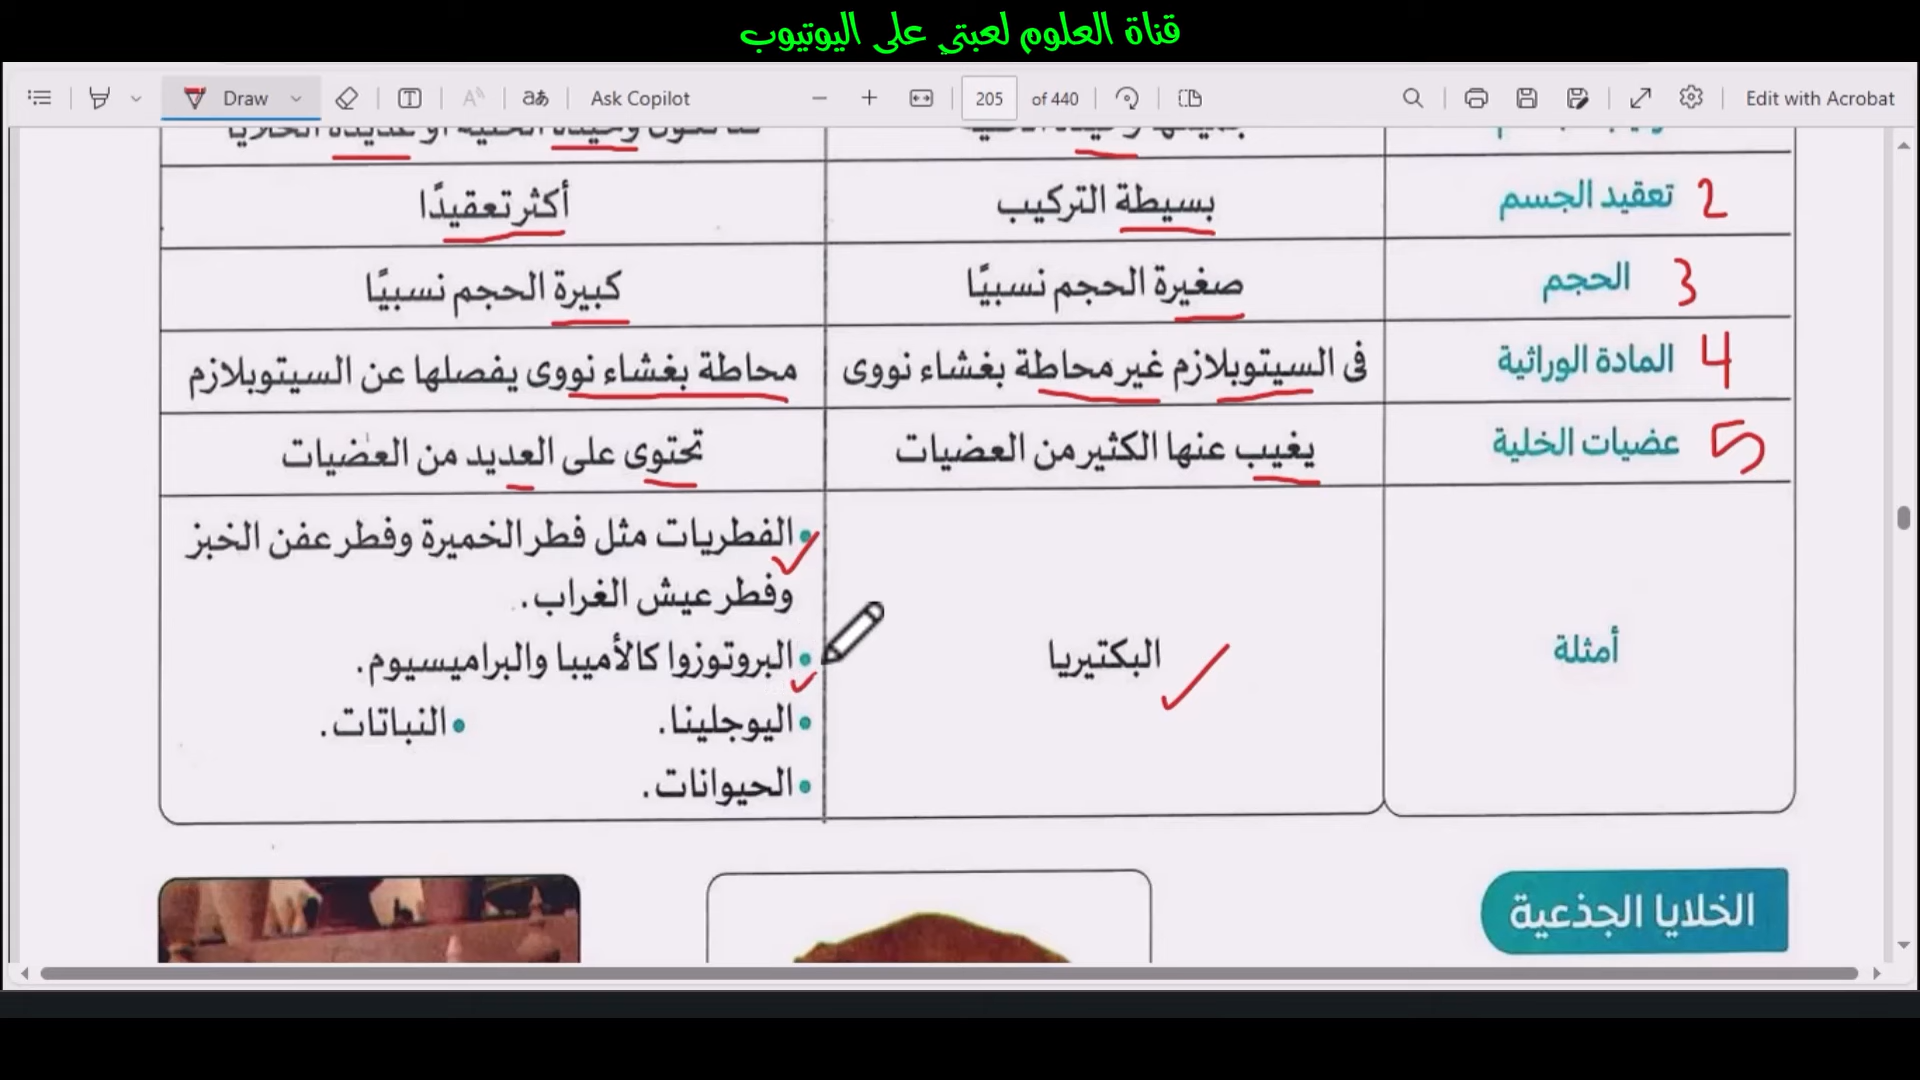 قناة العلوم لعبتي على اليوتيوب
Draw
Ask Copilot
205 of 440
Edit with Acrobat
2 تعقيد الجسم بسيطة التركيب أكثر تعقيدًا
3 الحجم صغيرة الحجم نسبيًا كبيرة الحجم نسبيًا
4 المادة الوراثية فى السيتوبلازم غير محاطة بغشاء نووى محاطة بغشاء نووى يفصلها عن السيتوبلازم
5 عضيات الخلية يغيب عنها الكثير من العضيات تحتوى على العديد من العضيات
أمثلة البكتيريا
• الفطريات مثل فطر الخميرة وفطر عفن الخبز
وفطر عيش الغراب.
• البروتوزوا كالأميبا والبراميسيوم.
• اليوجلينا. • النباتات.
• الحيوانات.
الخلايا الجذعية